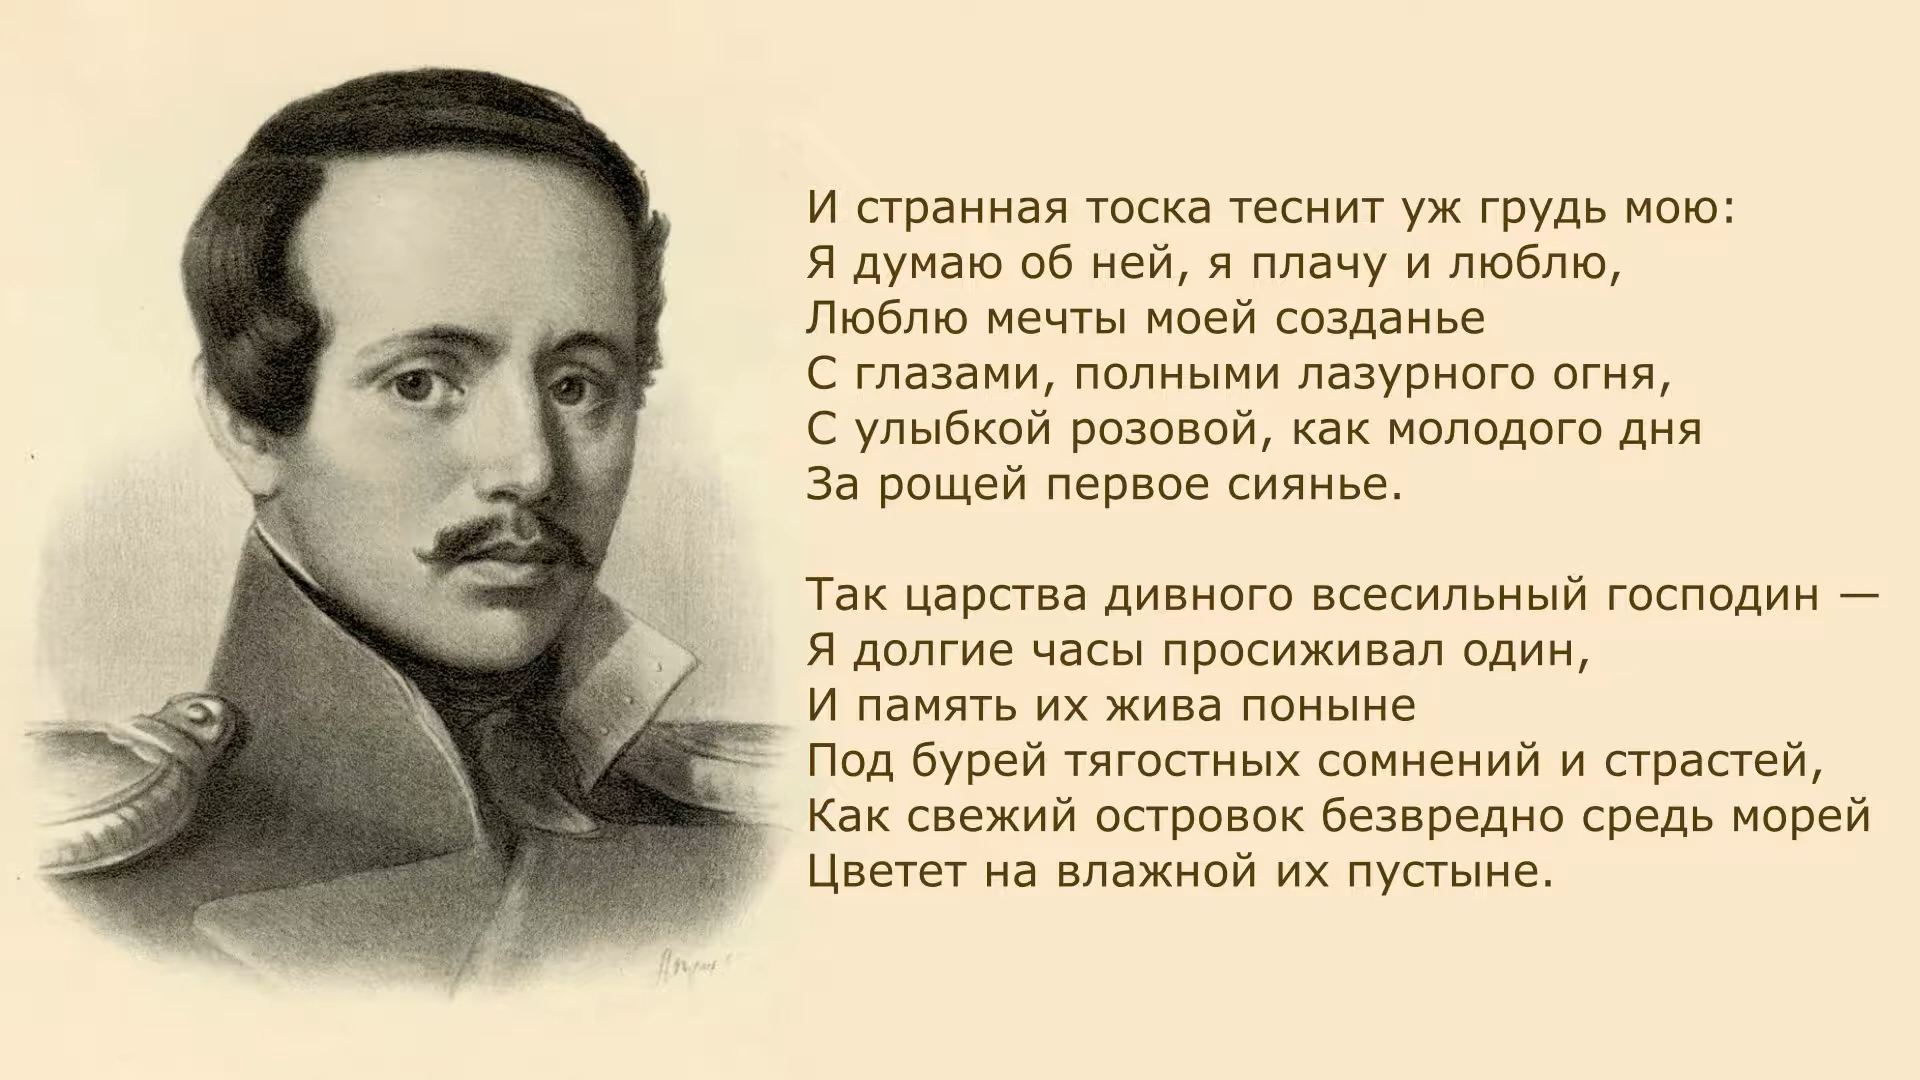 И странная тоска теснит уж грудь мою:
Я думаю об ней, я плачу и люблю,
Люблю мечты моей созданье
С глазами, полными лазурного огня,
С улыбкой розовой, как молодого дня
За рощей первое сиянье.
Так царства дивного всесильный господин —
Я долгие часы просиживал один,
И память их жива поныне
Под бурей тягостных сомнений и страстей,
Как свежий островок безвредно средь морей
Цветет на влажной их пустыне.